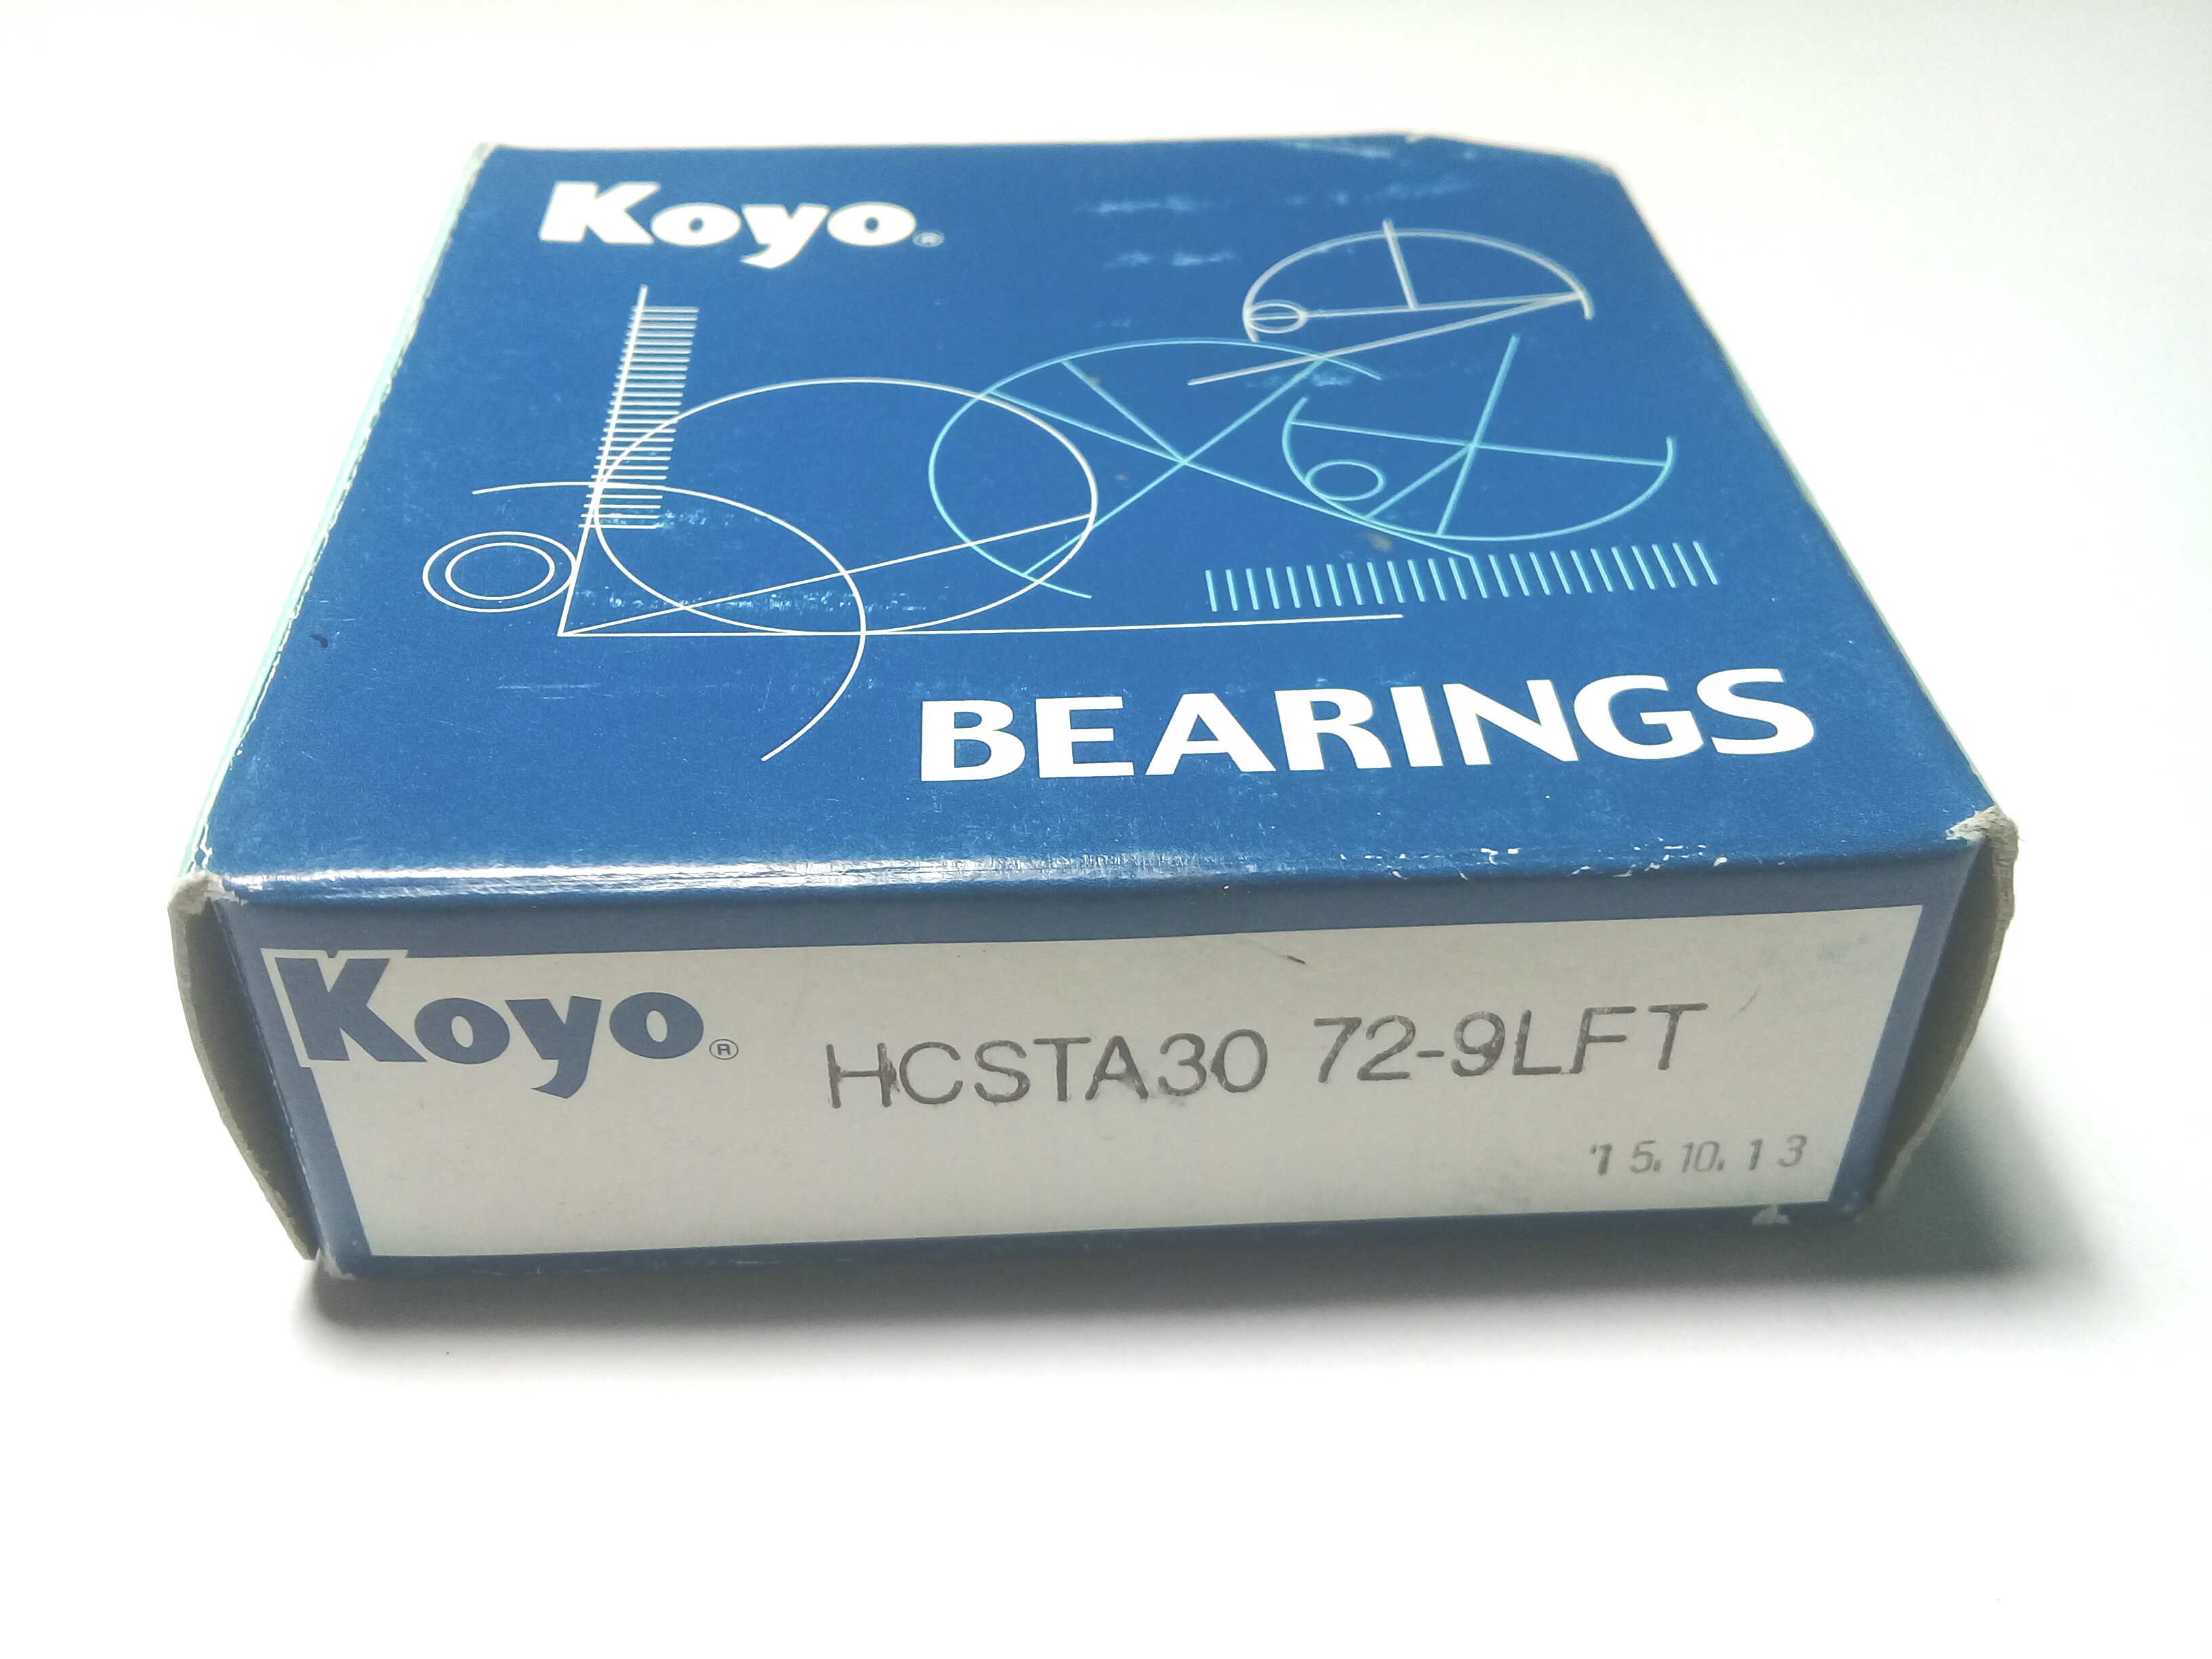 Koyo®
BEARINGS
Koyo®
HCSTA30 72-9LFT
'15.10.13